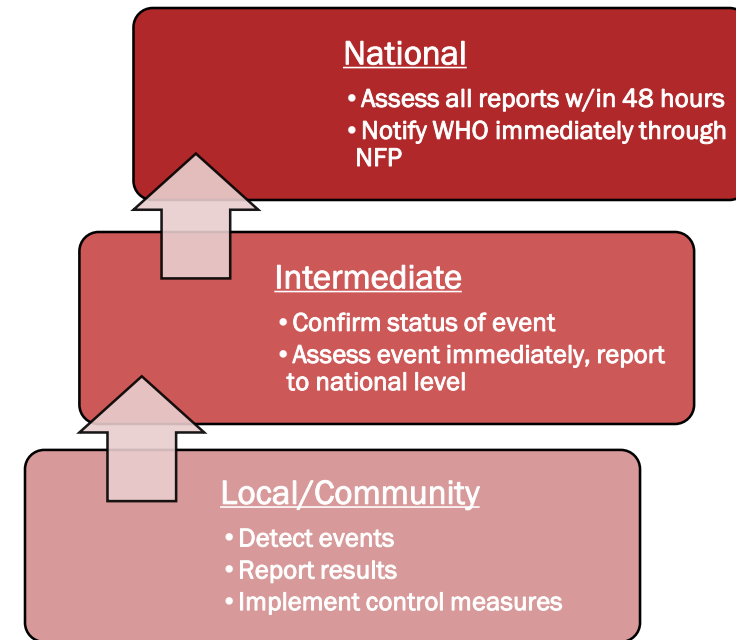 National
•Assess all reports w/in 48 hours
•Notify WHO immediately through
NFP
Intermediate
•Confirm status of event
•Assess event immediately, report
to national level
Local/Community
•Detect events
•Report results
•Implement control measures